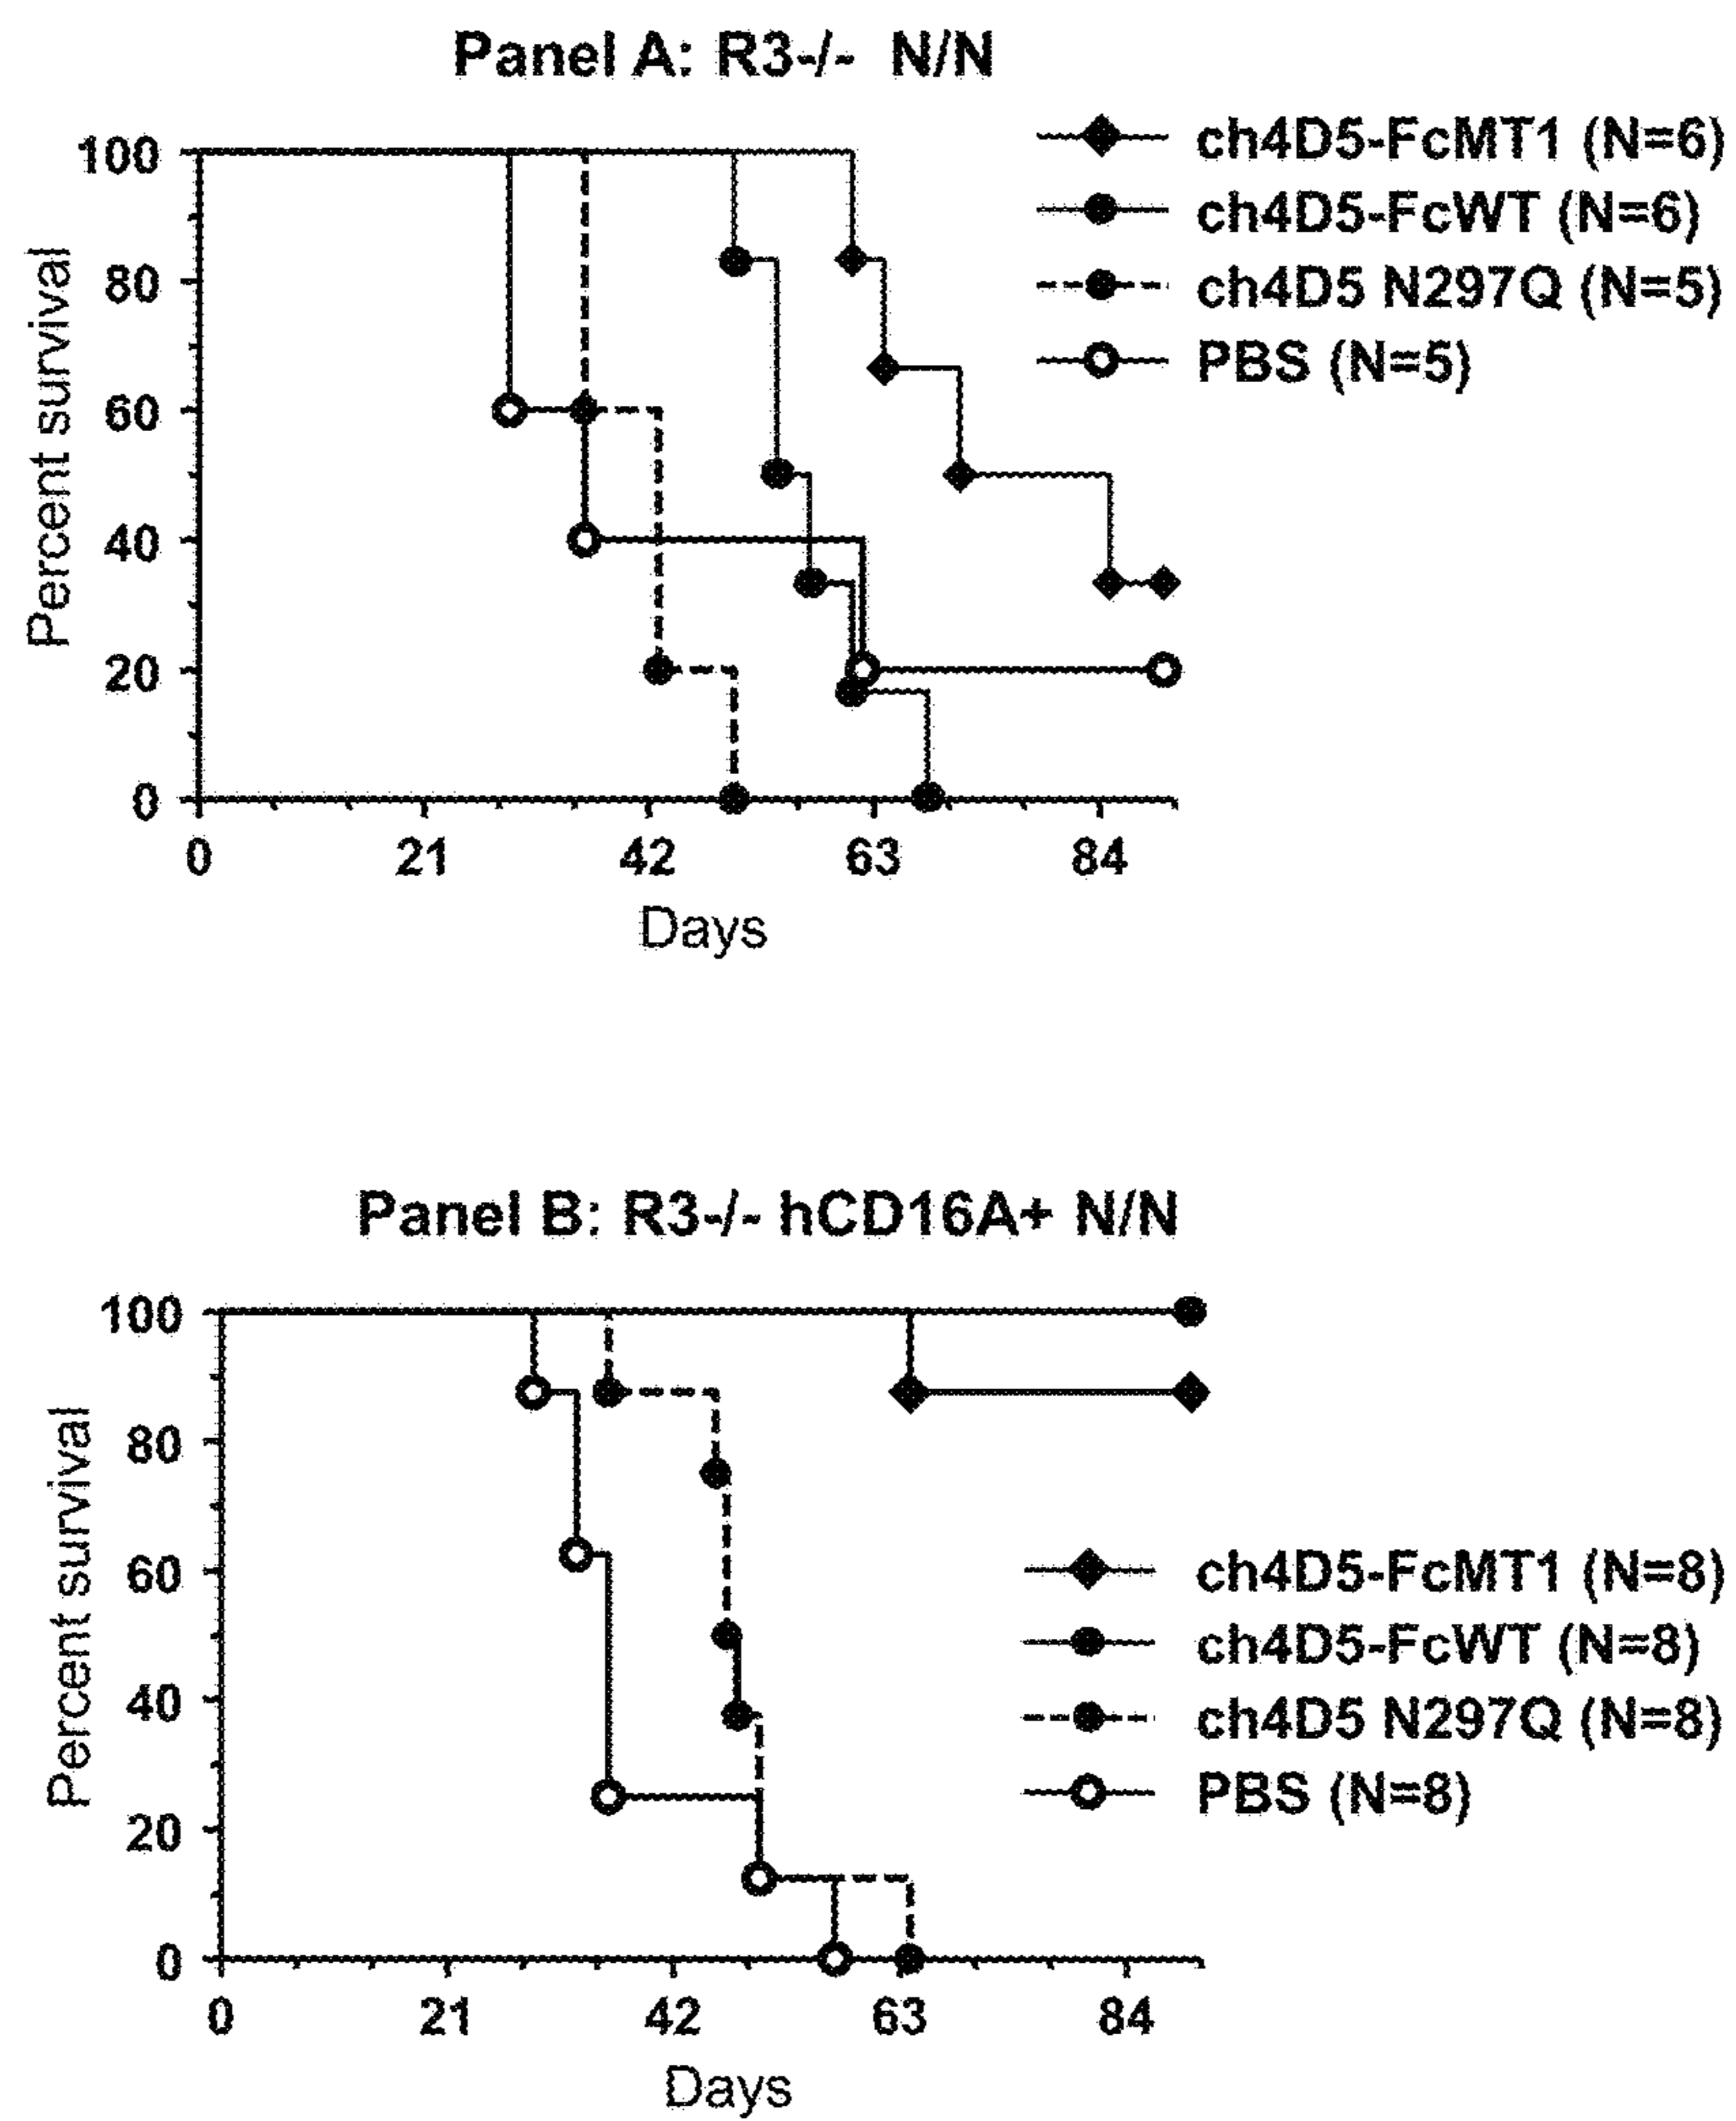 Panel A: R3-/- N/N
ch4D5-FcMT1 (N=6)
ch4D5-FcWT (N=6)
ch4D5 N297Q (N=5)
PBS (N=5)
Percent survival
100
80
60
40
20
0
0 21 42 63 84
Days
Panel B: R3-/- hCD16A+ N/N
Percent survival
100
80
60
40
20
0
ch4D5-FcMT1 (N=8)
ch4D5-FcWT (N=8)
ch4D5 N297Q (N=8)
PBS (N=8)
0 21 42 63 84
Days